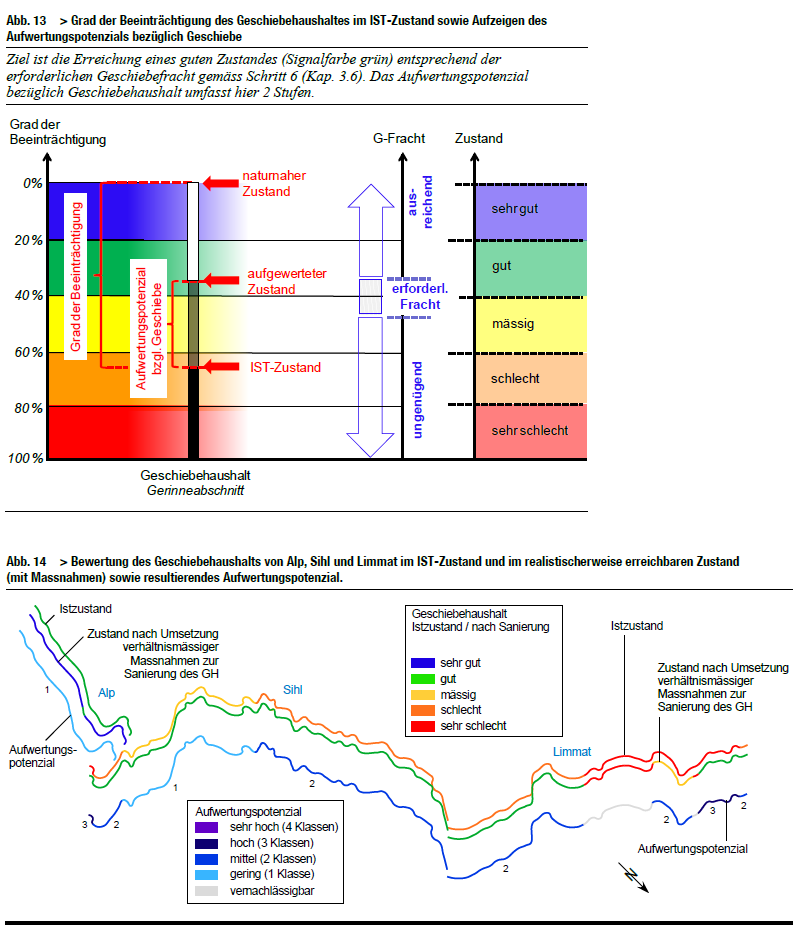 Abb. 13 > Grad der Beeinträchtigung des Geschiebehaushaltes im IST-Zustand sowie Aufzeigen des
Aufwertungspotenzials bezüglich Geschiebe
Ziel ist die Erreichung eines guten Zustandes (Signalfarbe grün) entsprechend der
erforderlichen Geschiebefracht gemäss Schritt 6 (Kap. 3.6). Das Aufwertungspotenzial
bezüglich Geschiebehaushalt umfasst hier 2 Stufen.
Grad der
Beeinträchtigung
G-Fracht
Zustand
0%
20%
40%
60%
80%
100%
Grad der Beeinträchtigung
Aufwertungspotenzial
bzgl. Geschiebe
naturnaher
Zustand
aufgewerteter
Zustand
IST-Zustand
aus-
reichend
erforderl.
Fracht
ungenügend
sehr gut
gut
mässig
schlecht
sehr schlecht
Geschiebehaushalt
Gerinneabschnitt
Abb. 14 > Bewertung des Geschiebehaushalts von Alp, Sihl und Limmat im IST-Zustand und im realistischerweise erreichbaren Zustand
(mit Massnahmen) sowie resultierendes Aufwertungspotenzial.
Istzustand
Zustand nach Umsetzung
verhältnismässiger
Massnahmen zur
Sanierung des GH
1
Alp
Aufwertungs-
potenzial
Sihl
3
2
1
2
2
Geschiebehaushalt
Istzustand / nach Sanierung
sehr gut
gut
mässig
schlecht
sehr schlecht
Aufwertungspotenzial
sehr hoch (4 Klassen)
hoch (3 Klassen)
mittel (2 Klassen)
gering (1 Klasse)
vernachlässigbar
Limmat
Istzustand
Zustand nach Umsetzung
verhältnismässiger
Massnahmen zur
Sanierung des GH
2
3
2
Aufwertungspotenzial
N